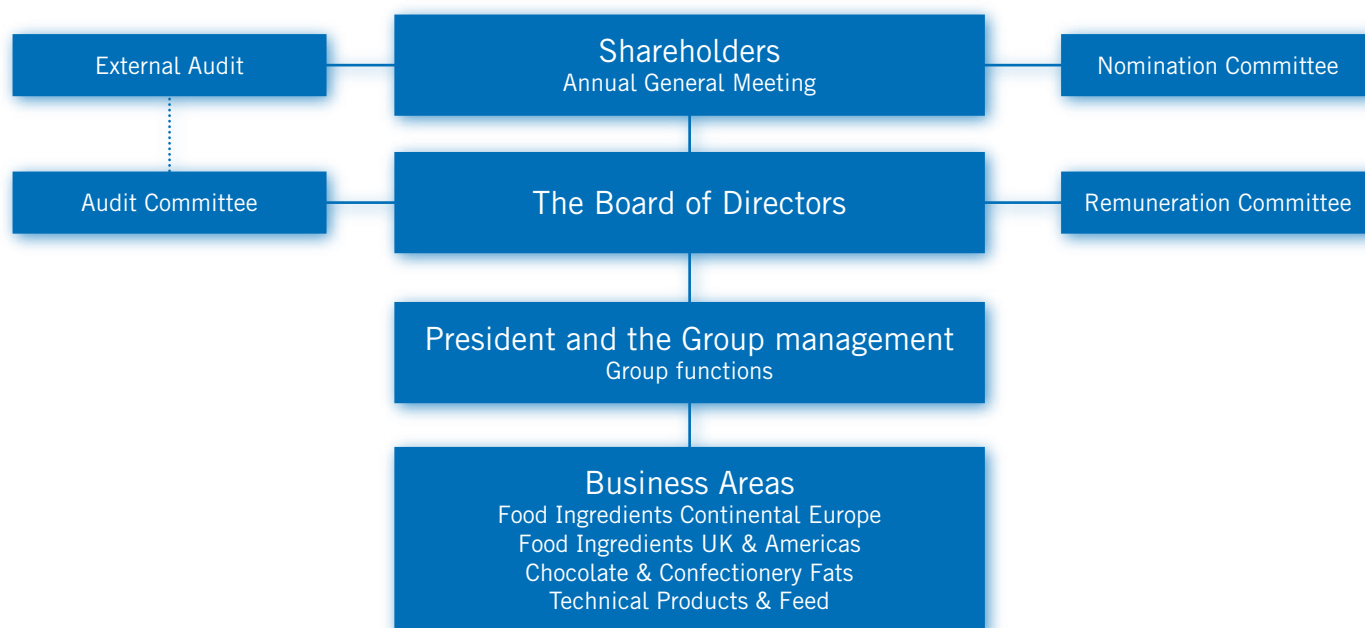 External Audit
Shareholders
Annual General Meeting
Nomination Committee
Audit Committee
The Board of Directors
Remuneration Committee
President and the Group management
Group functions
Business Areas
Food Ingredients Continental Europe
Food Ingredients UK & Americas
Chocolate & Confectionery Fats
Technical Products & Feed